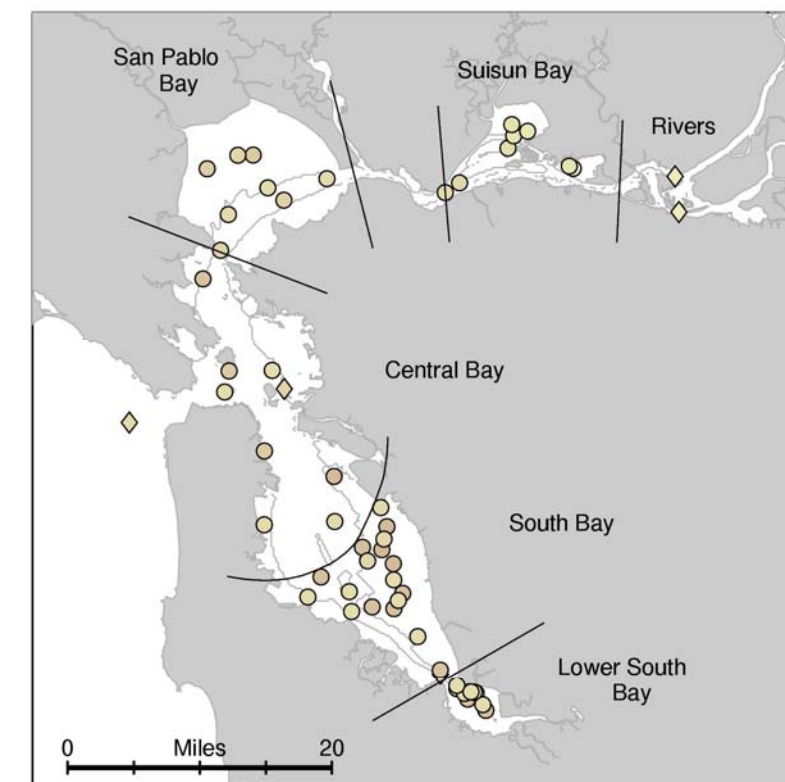 San Pablo
Bay
Suisun Bay
Rivers
Central Bay
South Bay
Lower South
Bay
0 Miles 20